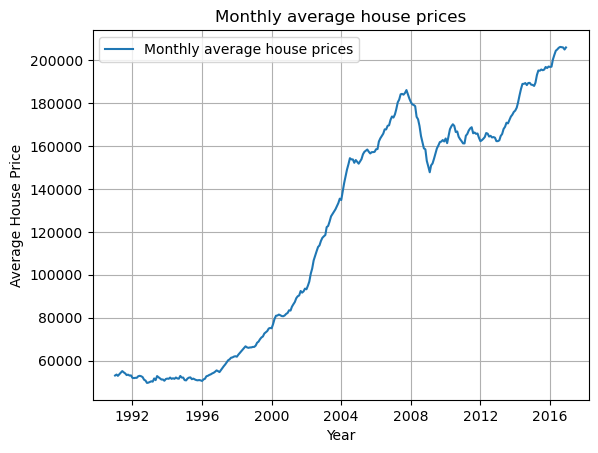 Monthly average house prices
Monthly average house prices
200000
180000
160000
140000
120000
100000
80000
60000
Average House Price
1992 1996 2000 2004 2008 2012 2016
Year